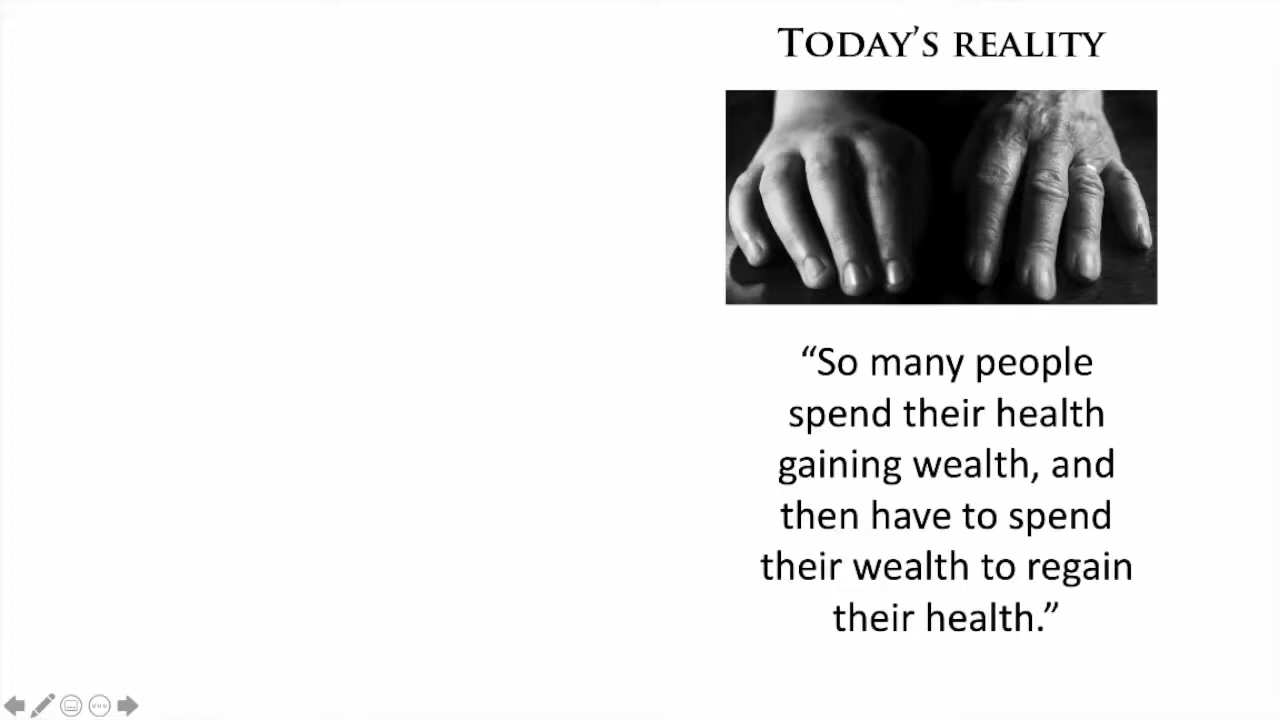 TODAY’S REALITY
“So many people
spend their health
gaining wealth, and
then have to spend
their wealth to regain
their health.”